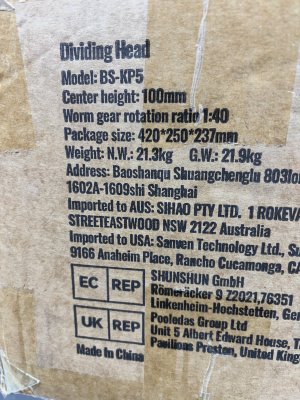 Dividing Head
Model: BS-KP5
Center height: 100mm
Worm gear rotation ratio 1:40
Package size: 420*250*237mm
Weight: N.W.: 21.3kg G.W.: 21.9kg
Address: Baoshanqu Shuangchenglu 803lon
1602A-1609shi Shanghai
Imported to AUS: SIHAO PTY LTD. 1 ROKEVA
STREETEASTWOOD NSW 2122 Australia
Imported to USA: Sanven Technology Ltd., S
9166 Anaheim Place, Rancho Cucamonga, CA
EC REP SHUNSHUN GmbH
Römeräcker 9 Z2021,76351
Linkenheim-Hochstetten, Ger
UK REP Pooledas Group Ltd
Unit 5 Albert Edward House, T
Pavilions Preston, United King
Made In China